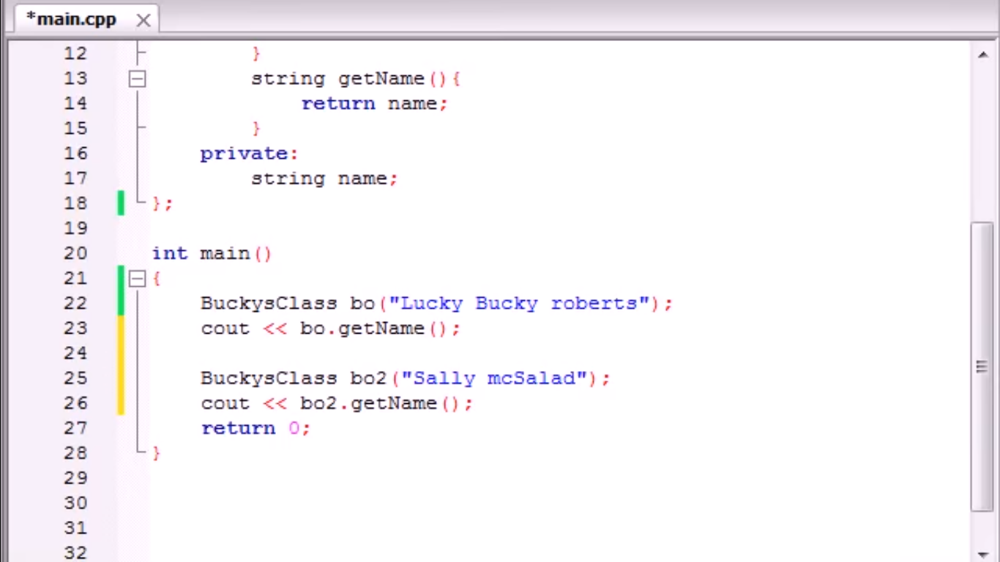 *main.cpp
12 }
13 string getName(){
14 return name;
15 }
16 private:
17 string name;
18 };
19
20 int main()
21 {
22 BuckysClass bo("Lucky Bucky roberts");
23 cout << bo.getName();
24
25 BuckysClass bo2("Sally mcSalad");
26 cout << bo2.getName();
27 return 0;
28 }
29
30
31
32